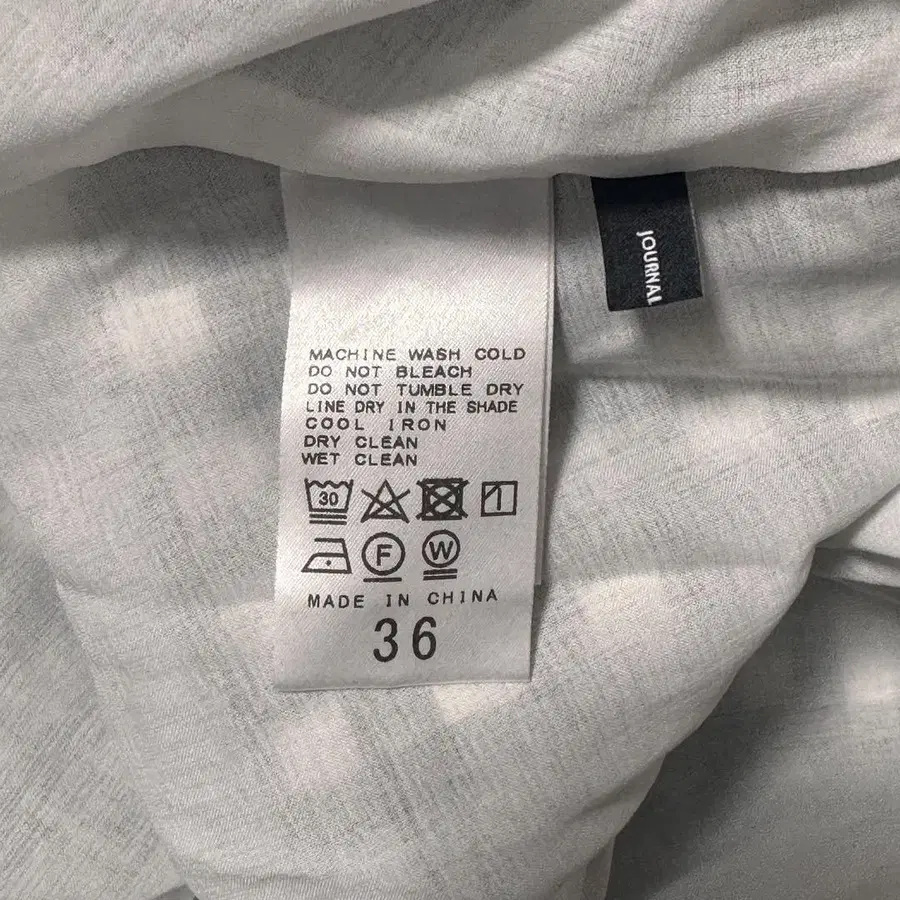 JOURNAL
MACHINE WASH COLD
DO NOT BLEACH
DO NOT TUMBLE DRY
LINE DRY IN THE SHADE
COOL IRON
DRY CLEAN
WET CLEAN
30
F W
MADE IN CHINA
36